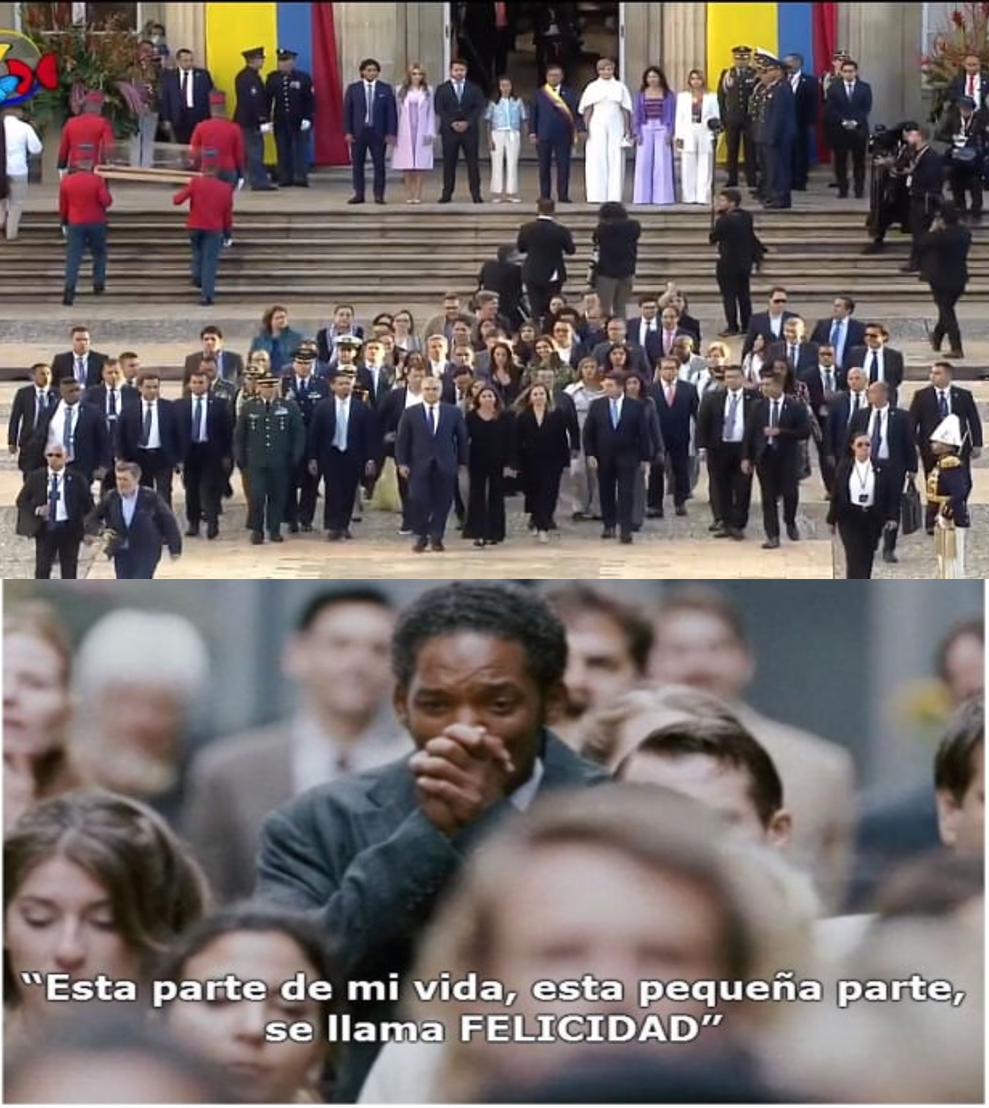 “Esta parte de mi vida, esta pequeña parte,
se llama FELICIDAD”